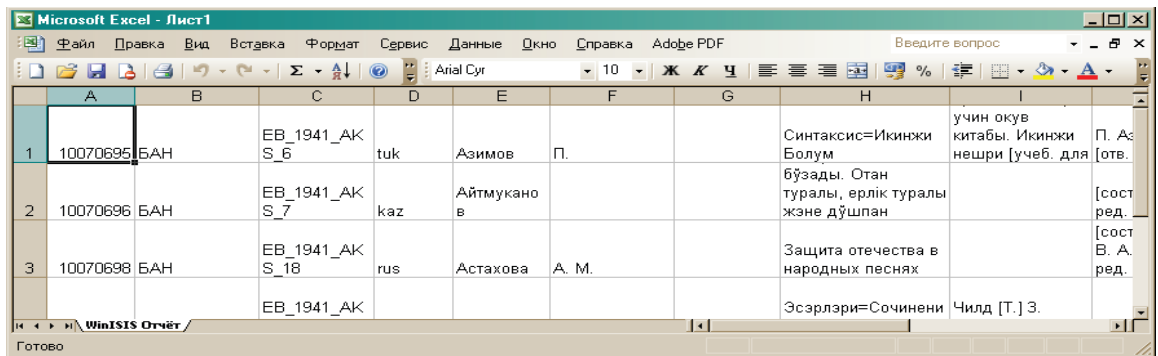 Microsoft Excel - Лист1
Файл Правка Вид Вставка Формат Сервис Данные Окно Справка Adobe PDF Введите вопрос
Arial Cyr 10 Ж К Ч %
A B C D E F G H I
1 10070695 БАН EB_1941_AK
S_6 tuk Азимов П. Синтаксис=Икинжи
Болум учин окув
китабы. Икинжи
нешри [учеб. для П. Аз
[отв.
2 10070696 БАН EB_1941_AK
S_7 kaz Айтмукано
в бўзады. Отан
туралы, ерлік туралы
жэне дўшпан [сост
ред.
3 10070698 БАН EB_1941_AK
S_18 rus Астахова А. М. Защита отечества в
народных песнях [сост
В. А.
ред.
EB_1941_AK Эсэрлэри=Сочинени Чилд [Т.] 3.
WinISIS Отчёт
Готово